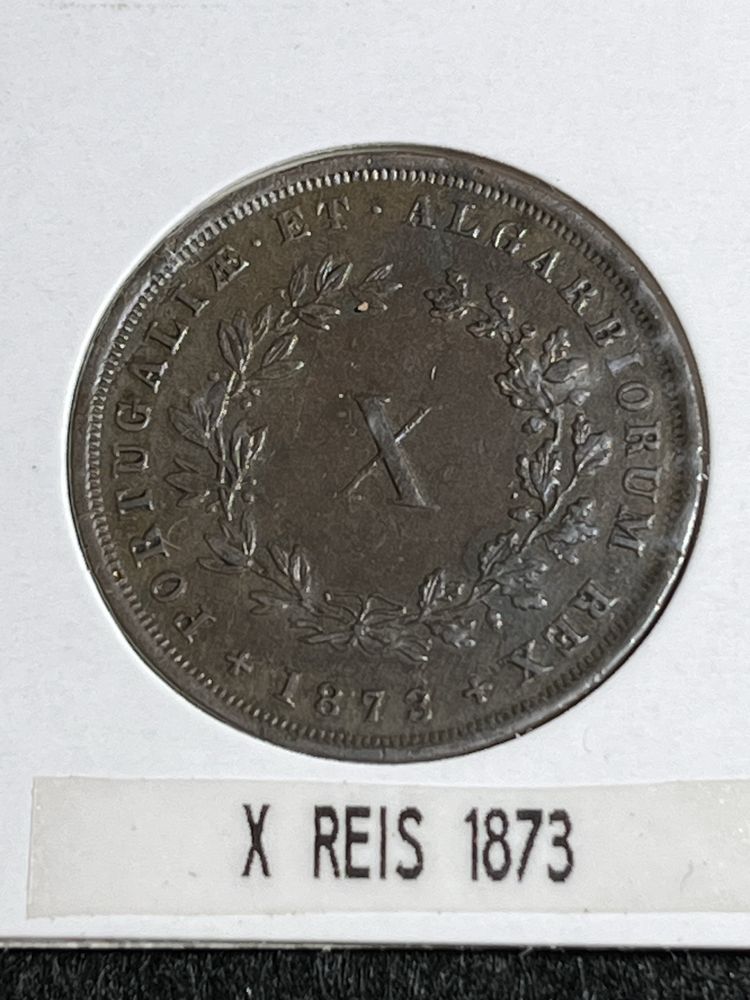 PORTUGALIÆ · ET · ALGARBIORUM REX
X
+ 1873 +
X REIS 1873